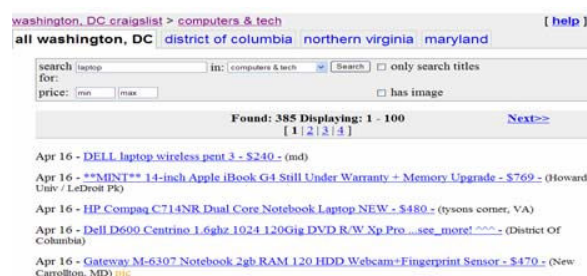 washington, DC craigslist > computers & tech [ help ]
all washington, DC district of columbia northern virginia maryland
search for: laptop in: computers & tech Search only search titles
price: min max has image
Found: 385 Displaying: 1 - 100 Next>>
[ 1 | 2 | 3 | 4 ]
Apr 16 - DELL laptop wireless pent 3 - $240 - (md)
Apr 16 - **MINT** 14-inch Apple iBook G4 Still Under Warranty + Memory Upgrade - $769 - (Howard
Univ / LeDroit Pk)
Apr 16 - HP Compaq C714NR Dual Core Notebook Laptop NEW - $480 - (tysons corner, VA)
Apr 16 - Dell D600 Centrino 1.6ghz 1024 120Gig DVD R/W Xp Pro ...see_more! ^^^ - (District Of
Columbia)
Apr 16 - Gateway M-6307 Notebook 2gb RAM 120 HDD Webcam+Fingerprint Sensor - $470 - (New
Carrollton, MD) pic